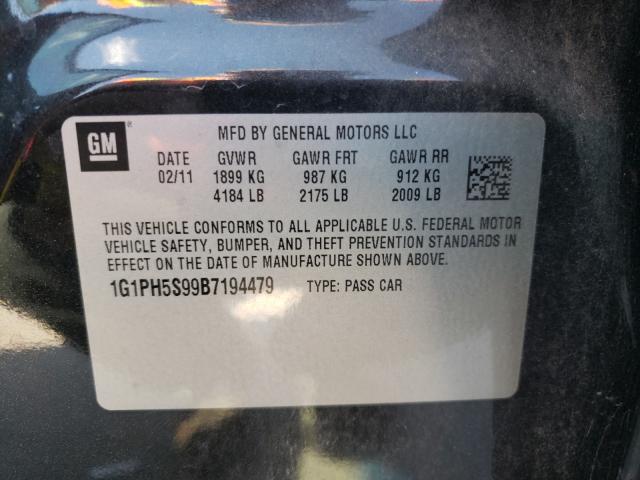 GM ® MFD BY GENERAL MOTORS LLC
DATE GVWR GAWR FRT GAWR RR
02/11 1899 KG 987 KG 912 KG
4184 LB 2175 LB 2009 LB
THIS VEHICLE CONFORMS TO ALL APPLICABLE U.S. FEDERAL MOTOR
VEHICLE SAFETY, BUMPER, AND THEFT PREVENTION STANDARDS IN
EFFECT ON THE DATE OF MANUFACTURE SHOWN ABOVE.
1G1PH5S99B7194479 TYPE: PASS CAR